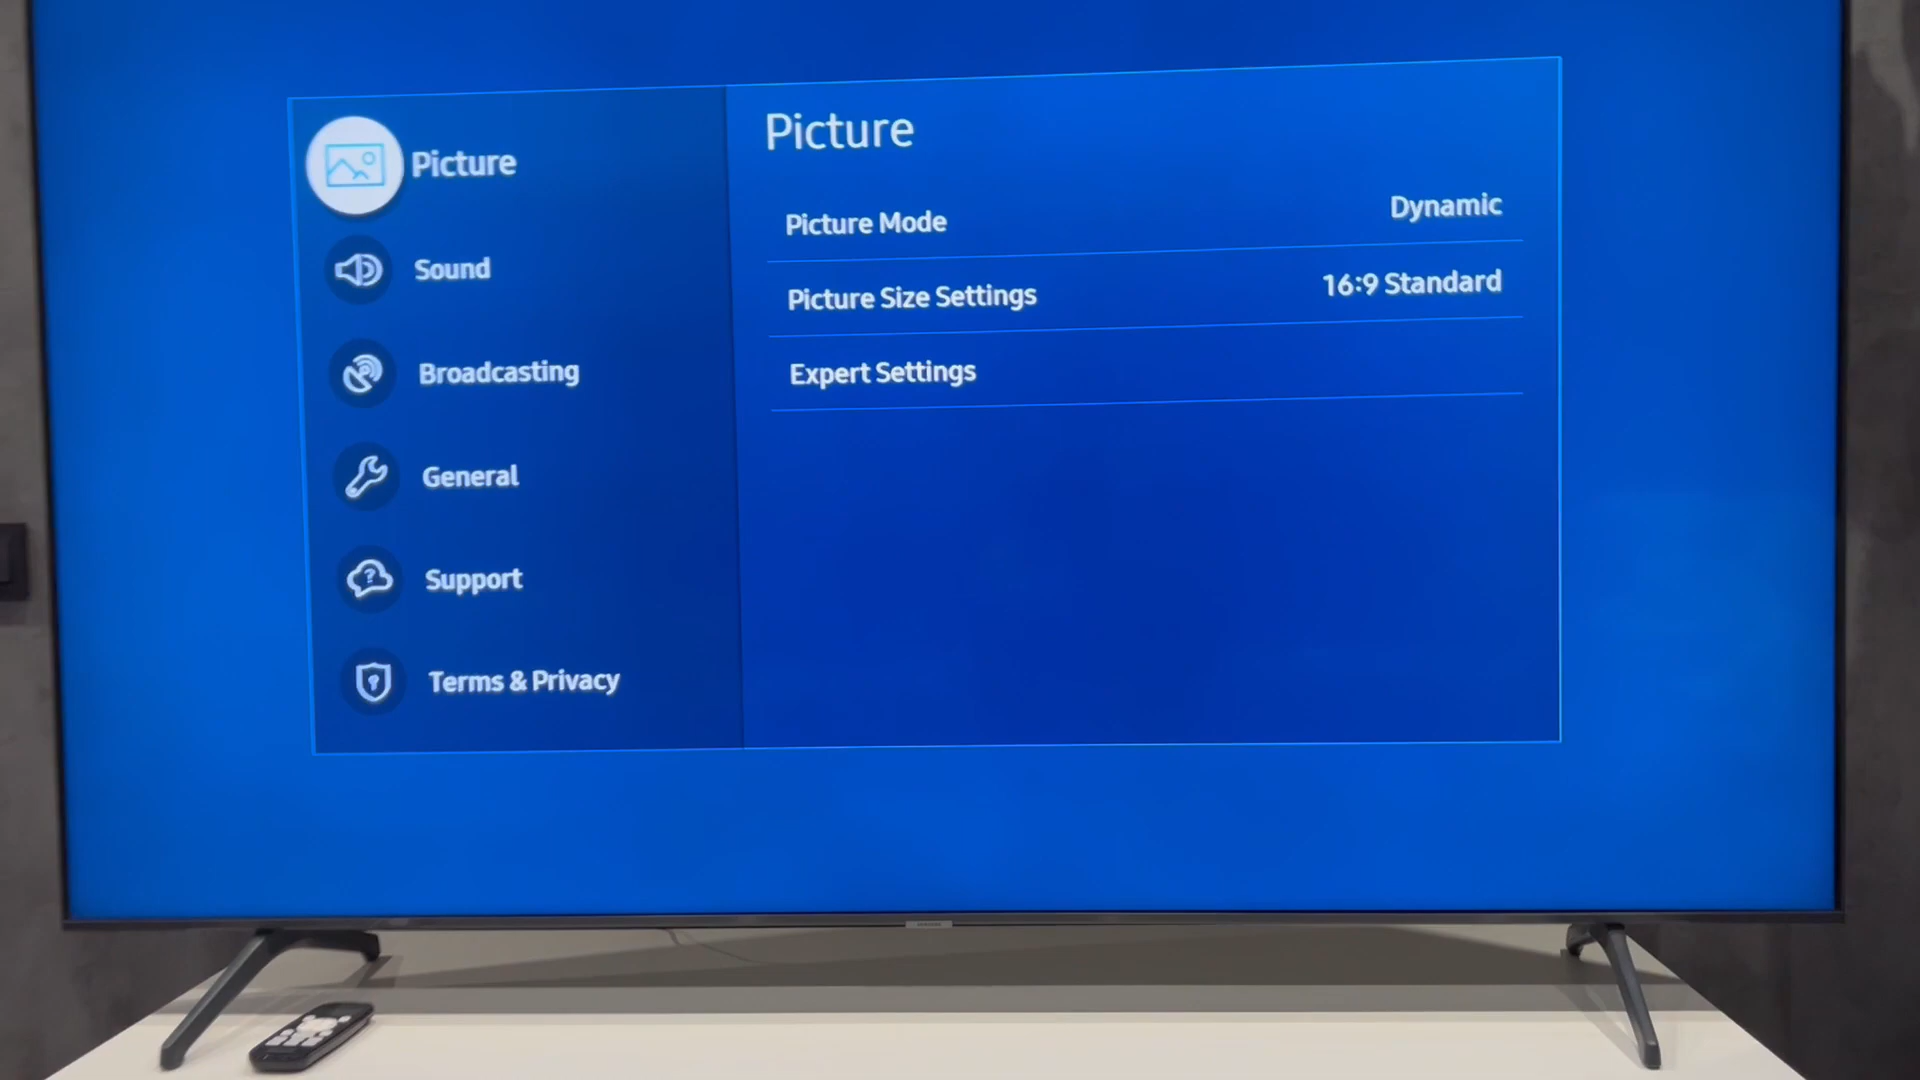 Picture
Sound
Broadcasting
General
Support
Terms & Privacy
Picture
Picture Mode Dynamic
Picture Size Settings 16:9 Standard
Expert Settings